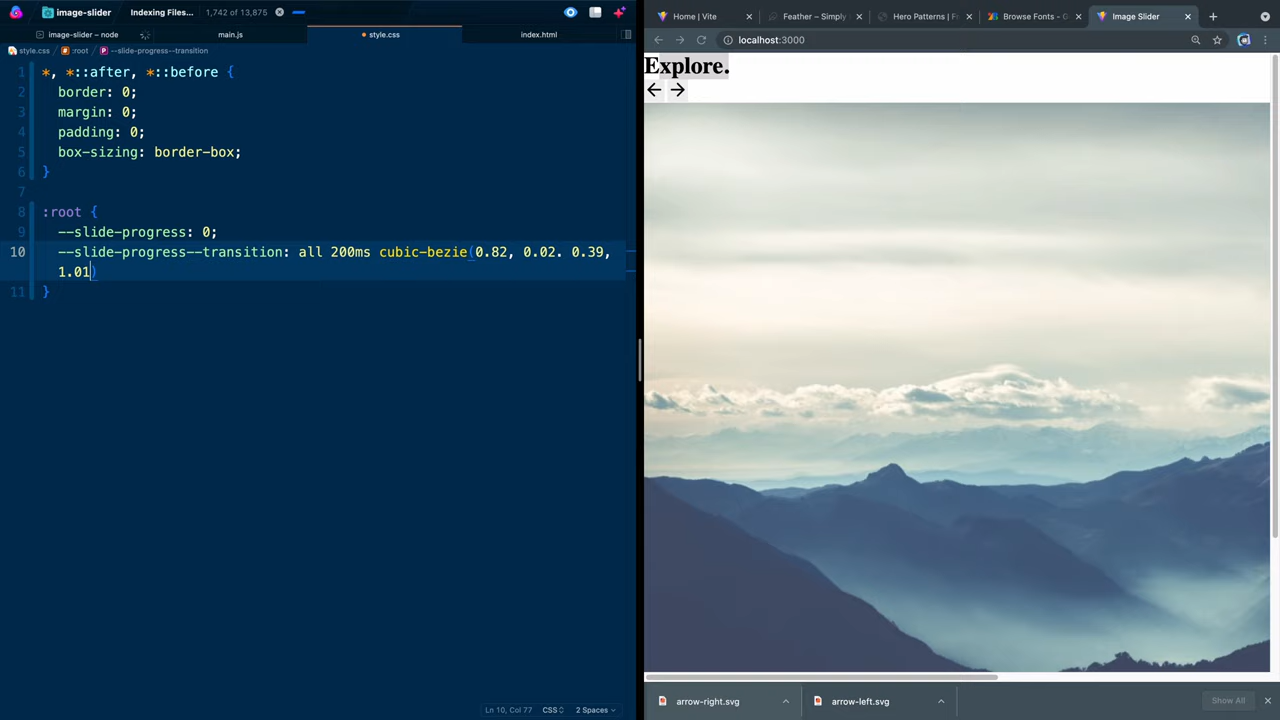 image-slider
Indexing Files...
1,742 of 13,875
image-slider – node
main.js
style.css
index.html
style.css
:root
--slide-progress--transition
1 *, *::after, *::before {
2 border: 0;
3 margin: 0;
4 padding: 0;
5 box-sizing: border-box;
6 }
7
8 :root {
9 --slide-progress: 0;
10 --slide-progress--transition: all 200ms cubic-bezie(0.82, 0.02. 0.39,
1.01)
11 }
Ln 10, Col 77
CSS
2 Spaces
Home | Vite
Feather – Simply
Hero Patterns | F
Browse Fonts - G
Image Slider
localhost:3000
Explore.
arrow-right.svg
arrow-left.svg
Show All